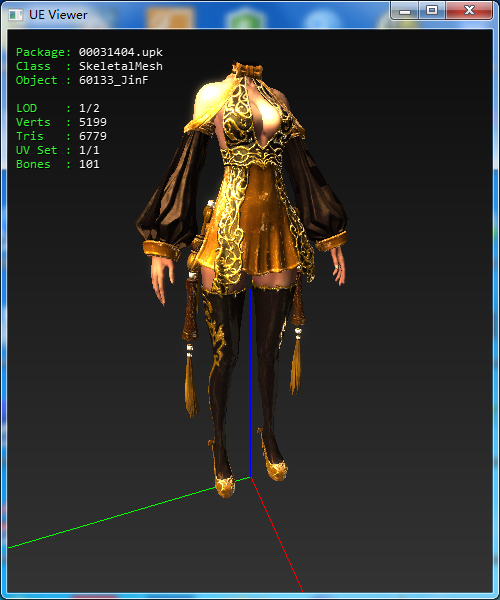 UE Viewer
Package: 00031404.upk
Class : SkeletalMesh
Object : 60133_JinF
LOD : 1/2
Verts : 5199
Tris : 6779
UV Set : 1/1
Bones : 101